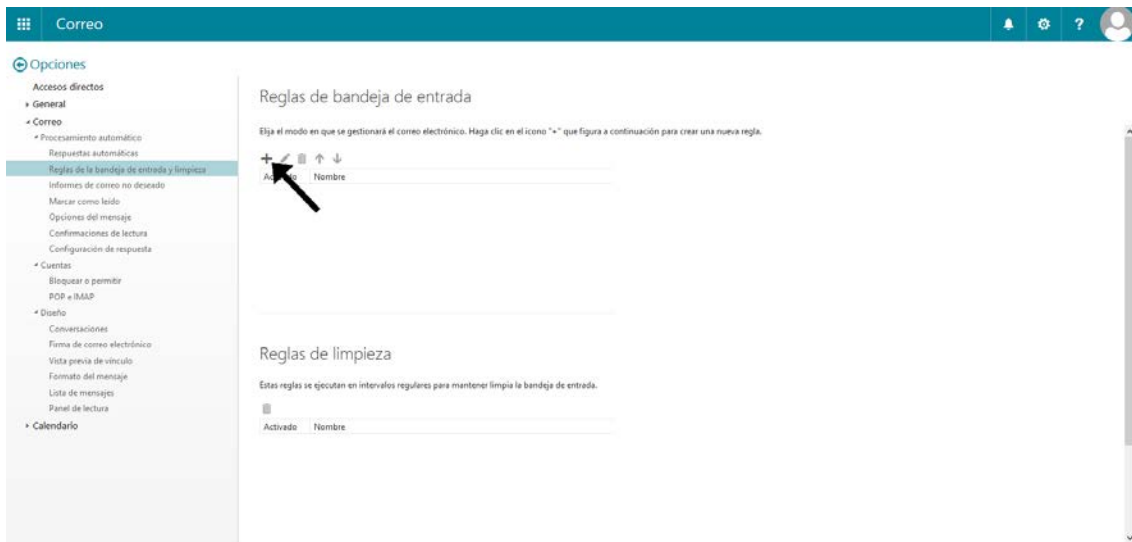 Correo
?
Opciones
Accesos directos
General
Correo
Procesamiento automático
Respuestas automáticas
Reglas de la bandeja de entrada y limpieza
Informes de correo no deseado
Marcar como leído
Opciones del mensaje
Confirmaciones de lectura
Configuración de respuesta
Cuentas
Bloquear o permitir
POP e IMAP
Diseño
Conversaciones
Firma de correo electrónico
Vista previa de vínculo
Formato del mensaje
Lista de mensajes
Panel de lectura
Calendario
Reglas de bandeja de entrada
Elija el modo en que se gestionará el correo electrónico. Haga clic en el icono "+" que figura a continuación para crear una nueva regla.
Nombre
Reglas de limpieza
Estas reglas se ejecutan en intervalos regulares para mantener limpia la bandeja de entrada.
Activado Nombre